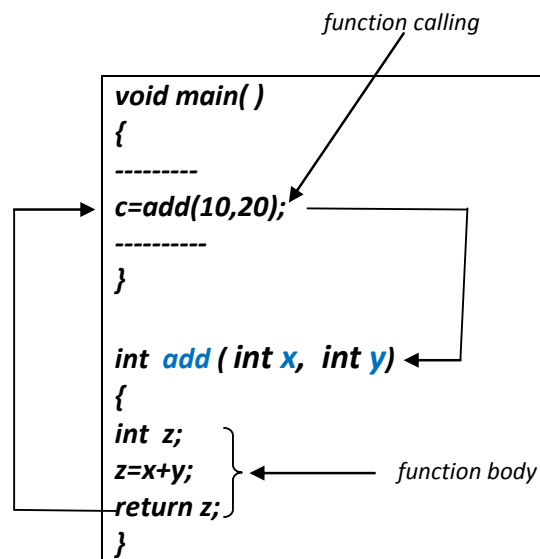 function calling
void main( )
{
---------
c=add(10,20);
----------
}
int add ( int x, int y)
{
int z;
z=x+y;
function body
return z;
}